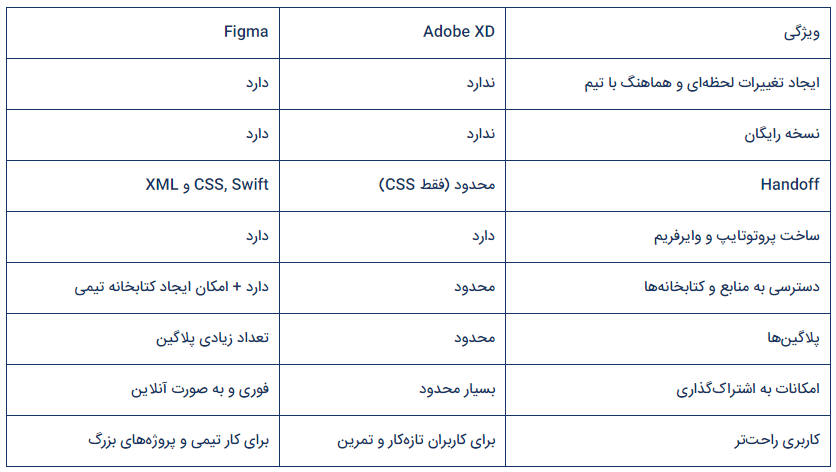 ویژگی Adobe XD Figma
ایجاد تغییرات لحظه‌ای و هماهنگ با تیم ندارد دارد
نسخه رایگان ندارد دارد
Handoff محدود (فقط CSS) CSS, Swift و XML
ساخت پروتوتایپ و وایرفریم دارد دارد
دسترسی به منابع و کتابخانه‌ها محدود دارد + امکان ایجاد کتابخانه تیمی
پلاگین‌ها محدود تعداد زیادی پلاگین
امکانات به اشتراک‌گذاری بسیار محدود فوری و به صورت آنلاین
کاربری راحت‌تر برای کاربران تازه‌کار و تمرین برای کار تیمی و پروژه‌های بزرگ